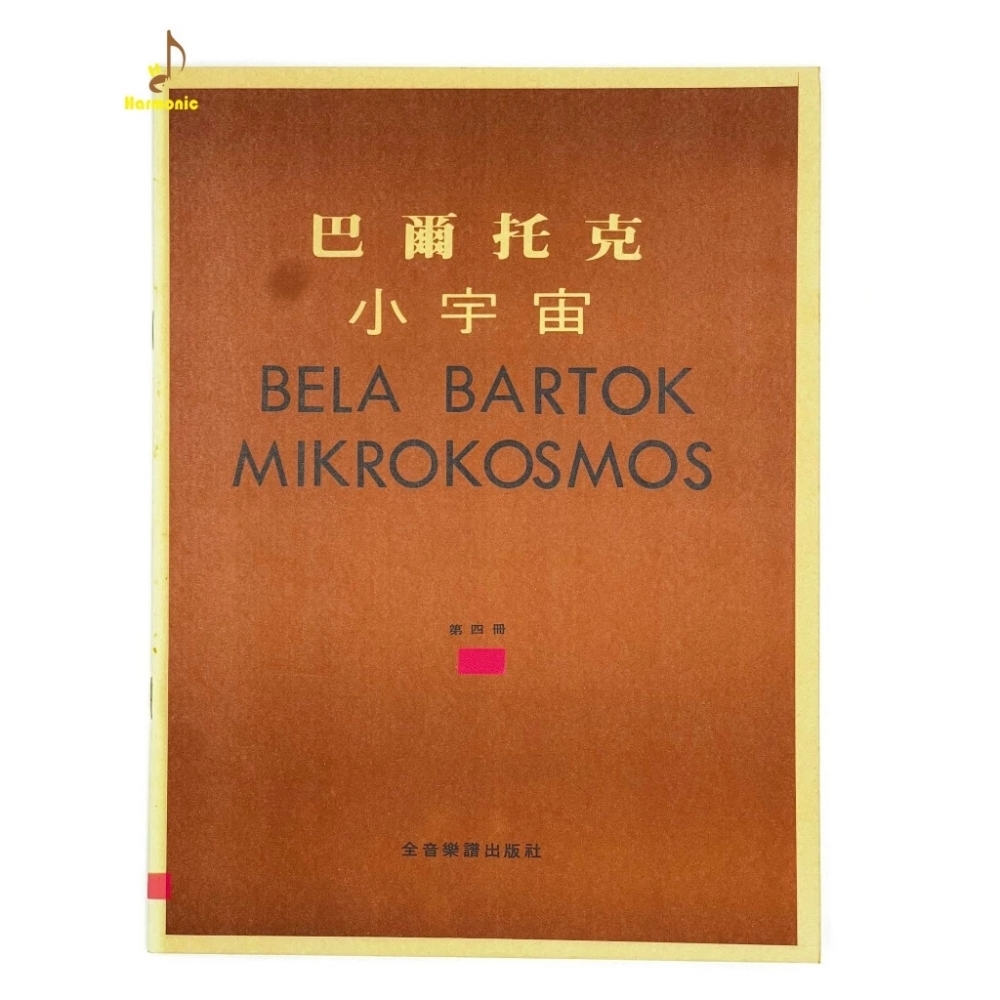 Harmonic
巴爾托克
小宇宙
BELA BARTOK
MIKROKOSMOS
第四冊
全音樂譜出版社